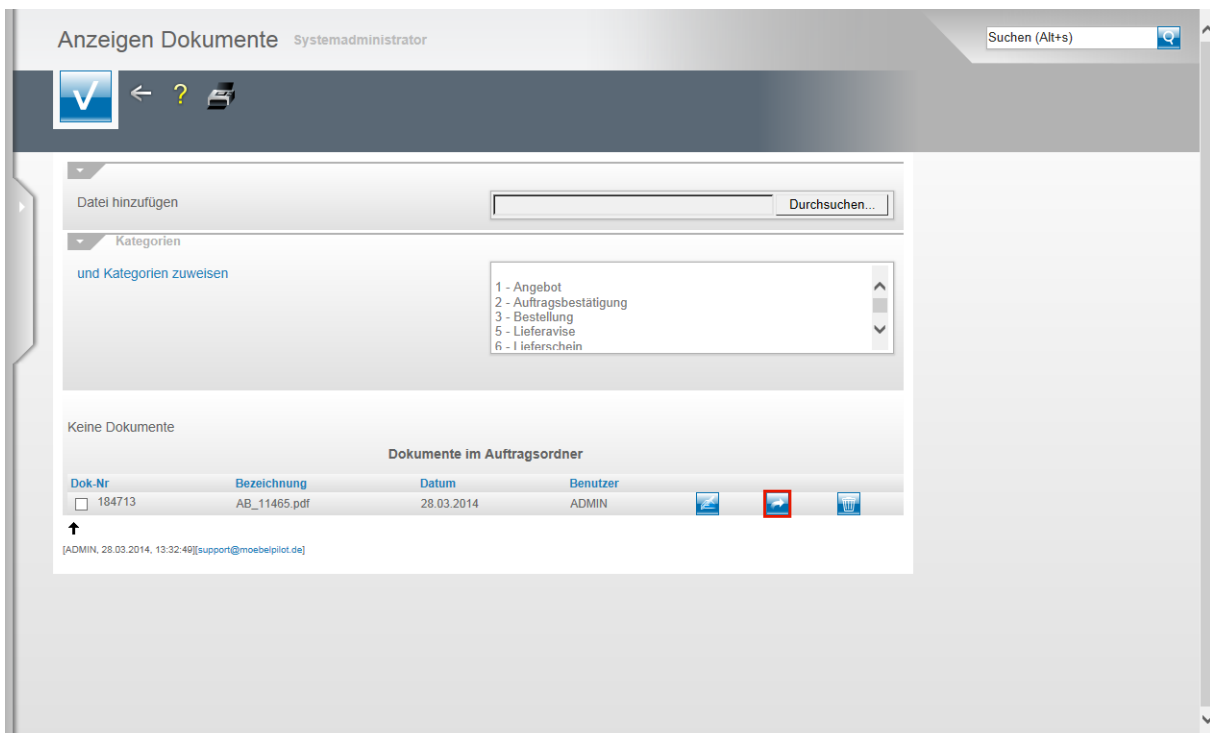 Anzeigen Dokumente Systemadministrator
Suchen (Alt+s)
?
Datei hinzufügen
Durchsuchen...
Kategorien
und Kategorien zuweisen
1 - Angebot
2 - Auftragsbestätigung
3 - Bestellung
5 - Lieferavise
6 - Lieferschein
Keine Dokumente
Dokumente im Auftragsordner
Dok-Nr Bezeichnung Datum Benutzer
184713 AB_11465.pdf 28.03.2014 ADMIN
[ADMIN, 28.03.2014, 13:32:49][support@moebelpilot.de]